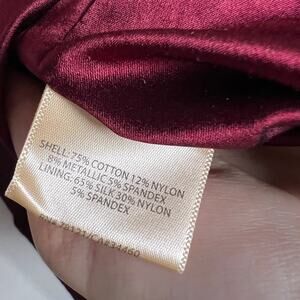 SHELL: 75% COTTON 12% NYLON
8% METALLIC 5% SPANDEX
LINING: 65% SILK 30% NYLON
5% SPANDEX